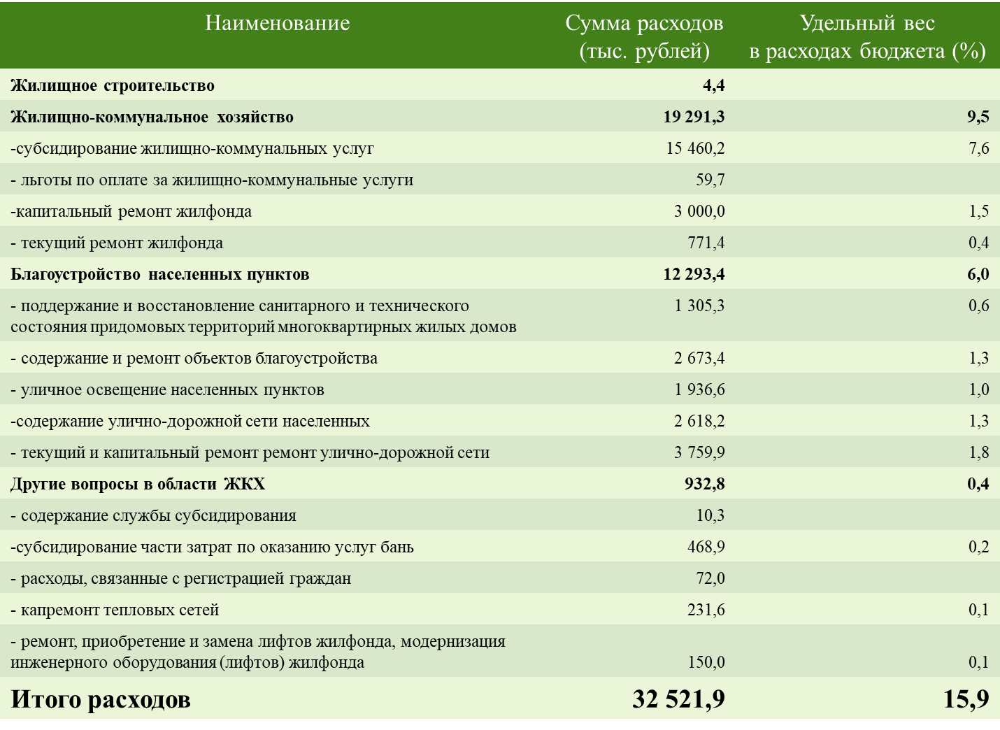 Наименование
Сумма расходов
(тыс. рублей)
Удельный вес
в расходах бюджета (%)
Жилищное строительство 4,4
Жилищно-коммунальное хозяйство 19 291,3 9,5
-субсидирование жилищно-коммунальных услуг 15 460,2 7,6
- льготы по оплате за жилищно-коммунальные услуги 59,7
-капитальный ремонт жилфонда 3 000,0 1,5
- текущий ремонт жилфонда 771,4 0,4
Благоустройство населенных пунктов 12 293,4 6,0
- поддержание и восстановление санитарного и технического 1 305,3 0,6
состояния придомовых территорий многоквартирных жилых домов
- содержание и ремонт объектов благоустройства 2 673,4 1,3
- уличное освещение населенных пунктов 1 936,6 1,0
-содержание улично-дорожной сети населенных 2 618,2 1,3
- текущий и капитальный ремонт ремонт улично-дорожной сети 3 759,9 1,8
Другие вопросы в области ЖКХ 932,8 0,4
- содержание службы субсидирования 10,3
-субсидирование части затрат по оказанию услуг бань 468,9 0,2
- расходы, связанные с регистрацией граждан 72,0
- капремонт тепловых сетей 231,6 0,1
- ремонт, приобретение и замена лифтов жилфонда, модернизация
инженерного оборудования (лифтов) жилфонда 150,0 0,1
Итого расходов 32 521,9 15,9